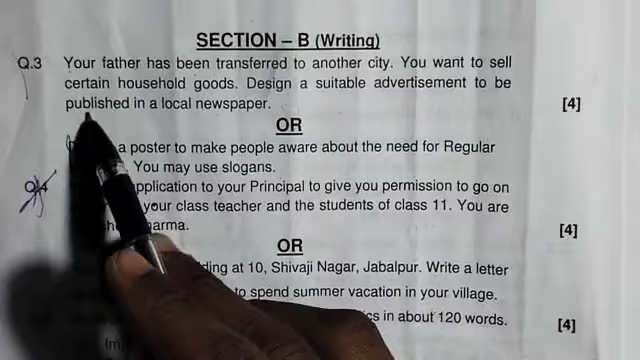 SECTION – B (Writing)
Q.3 Your father has been transferred to another city. You want to sell
certain household goods. Design a suitable advertisement to be
published in a local newspaper. [4]
OR
a poster to make people aware about the need for Regular
You may use slogans.
application to your Principal to give you permission to go on
your class teacher and the students of class 11. You are
[4]
OR
at 10, Shivaji Nagar, Jabalpur. Write a letter
to spend summer vacation in your village.
in about 120 words. [4]